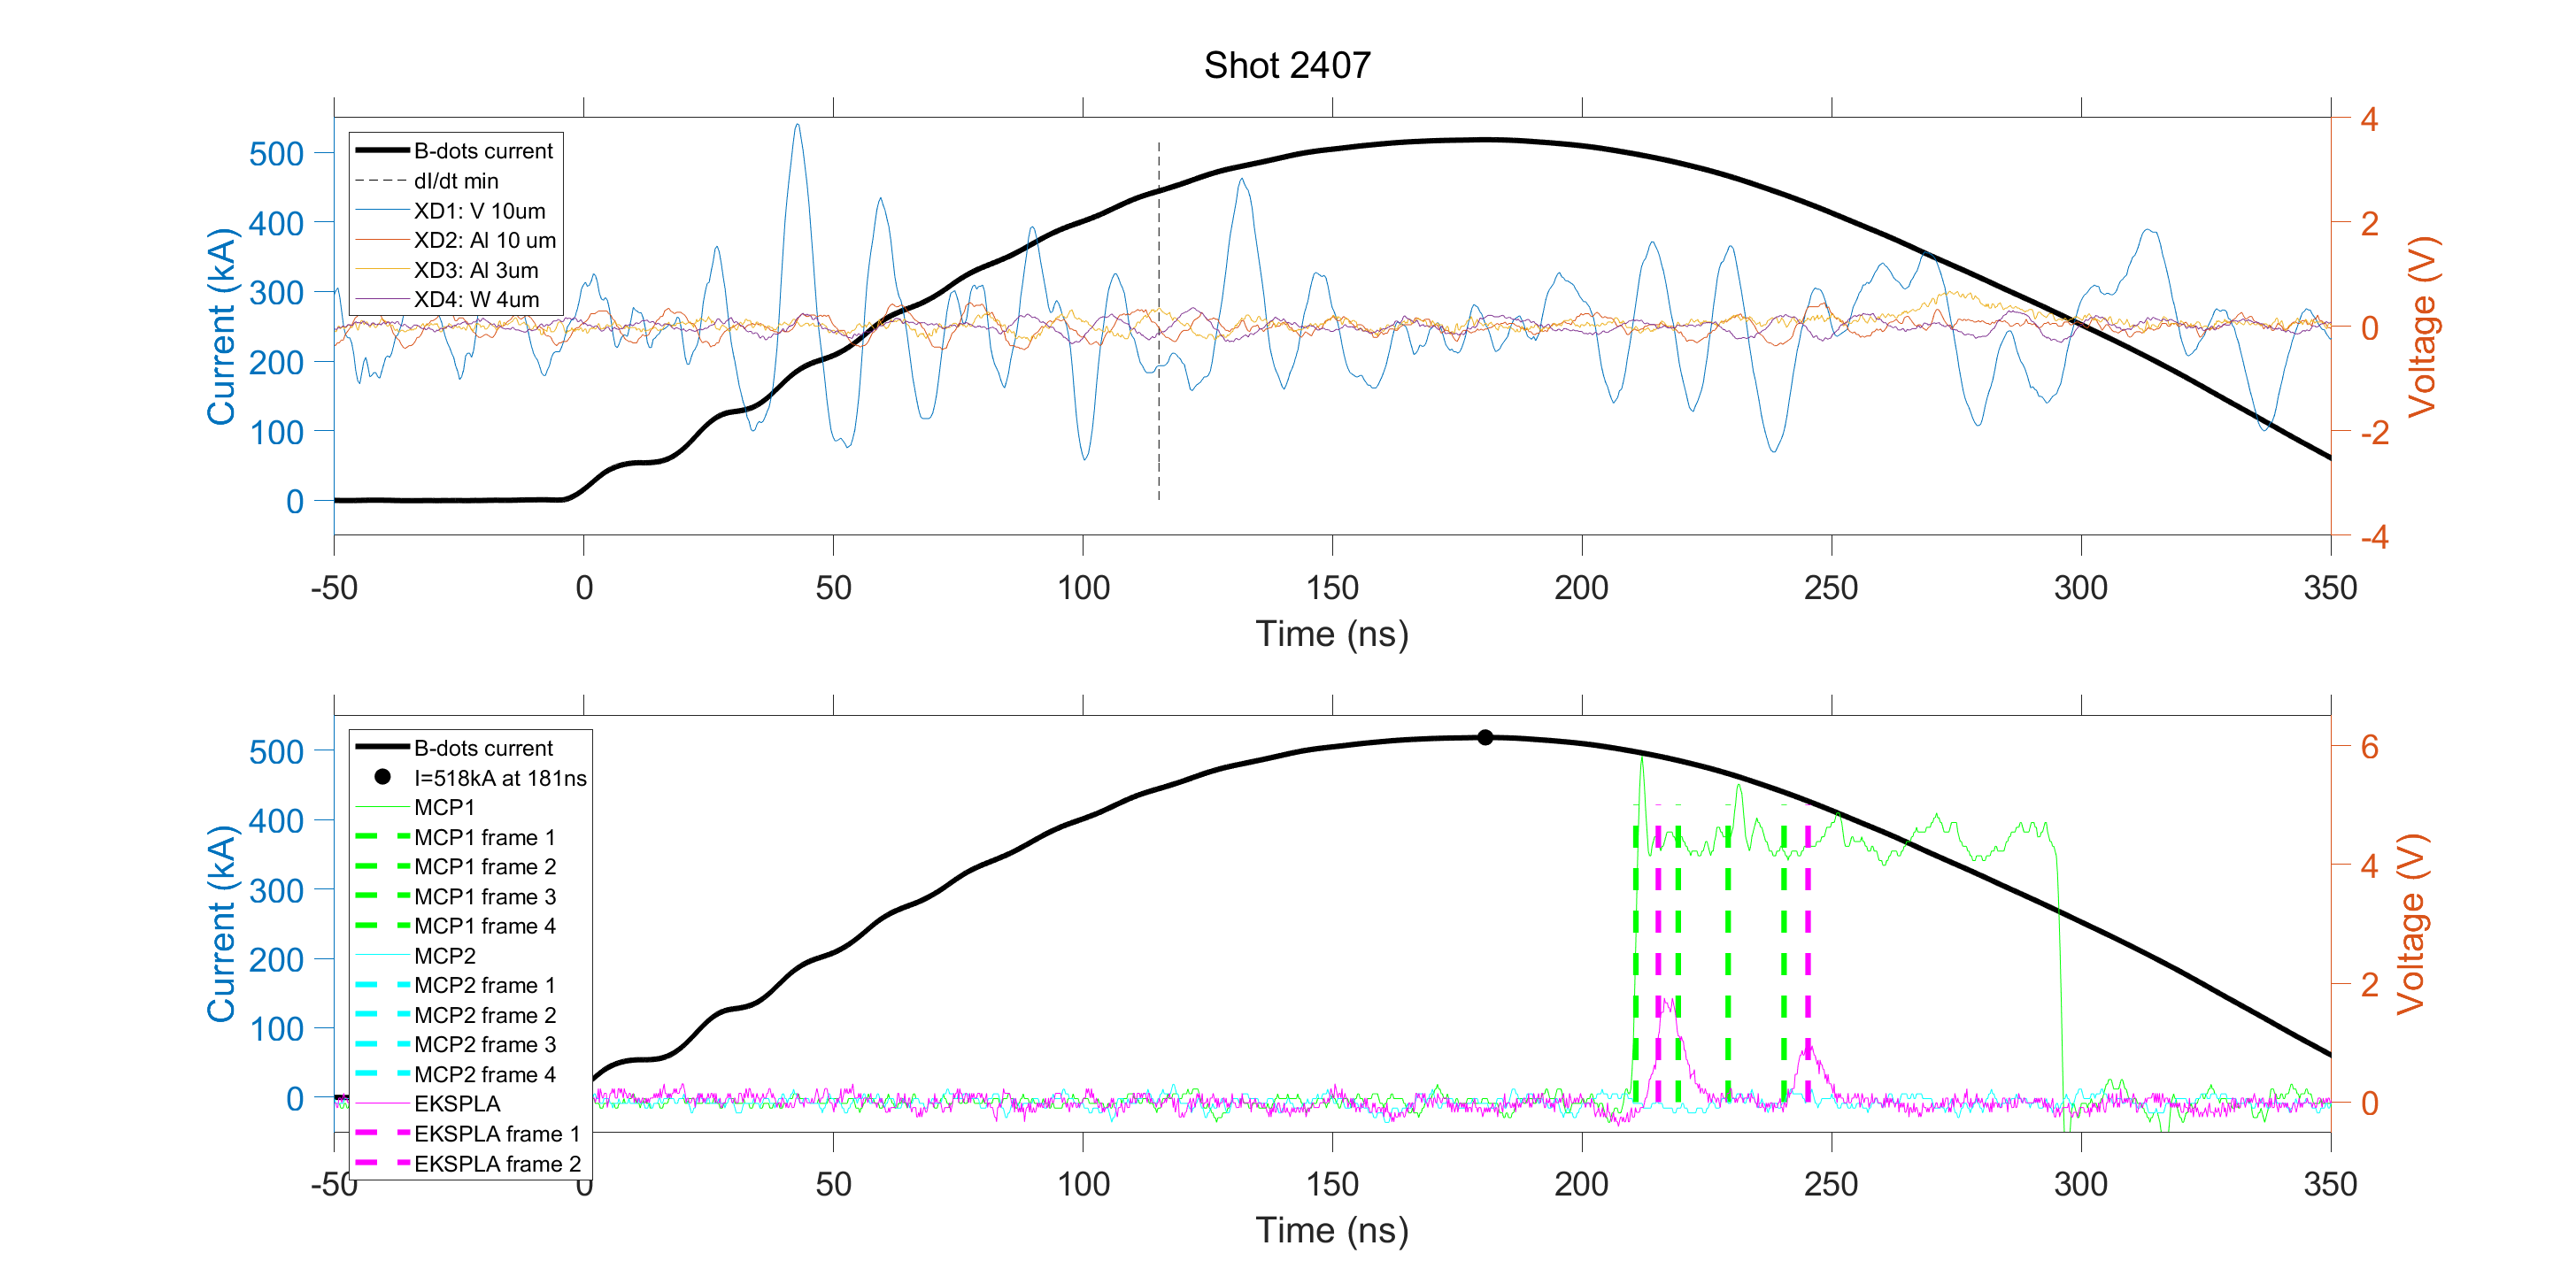 Shot 2407
B-dots current
dI/dt min
XD1: V 10um
XD2: Al 10 um
XD3: Al 3um
XD4: W 4um
500
400
300
200
100
0
Current (kA)
4
2
0
-2
-4
Voltage (V)
-50 0 50 100 150 200 250 300 350
Time (ns)
B-dots current
I=518kA at 181ns
MCP1
MCP1 frame 1
MCP1 frame 2
MCP1 frame 3
MCP1 frame 4
MCP2
MCP2 frame 1
MCP2 frame 2
MCP2 frame 3
MCP2 frame 4
EKSPLA
EKSPLA frame 1
EKSPLA frame 2
500
400
300
200
100
0
Current (kA)
6
4
2
0
Voltage (V)
-50 0 50 100 150 200 250 300 350
Time (ns)